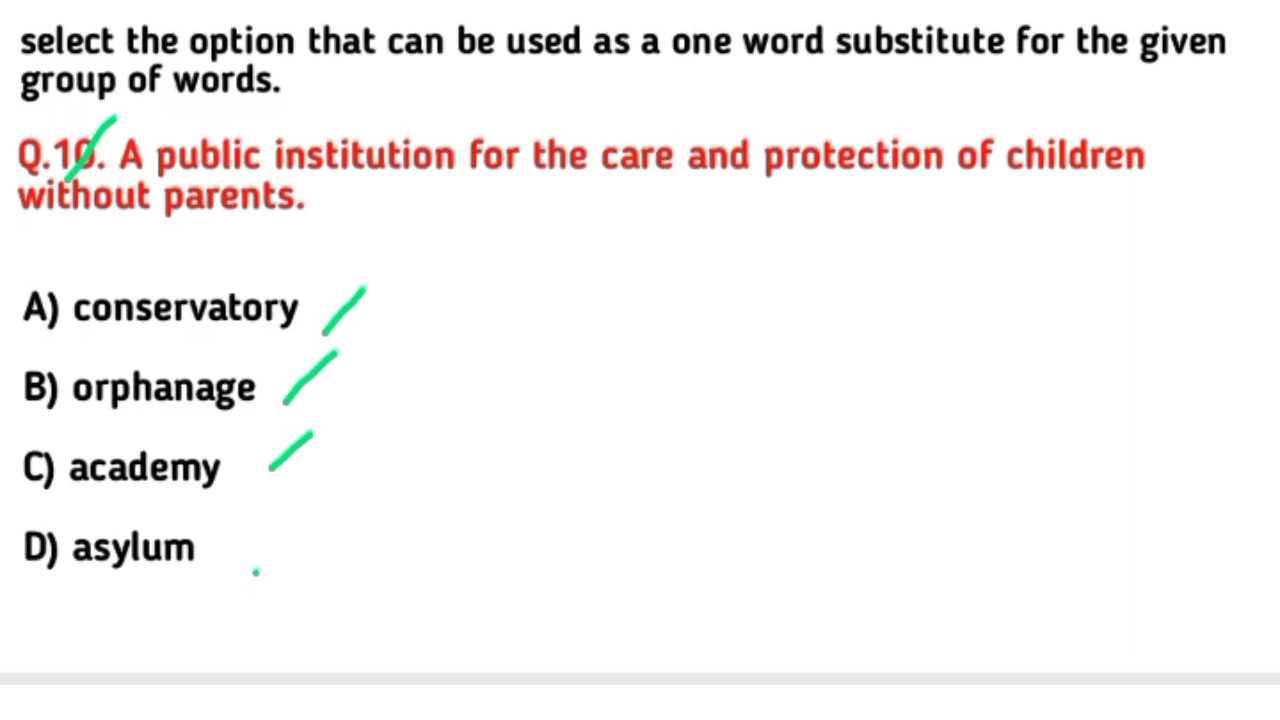 select the option that can be used as a one word substitute for the given
group of words.
Q.10. A public institution for the care and protection of children
without parents.
A) conservatory
B) orphanage
C) academy
D) asylum